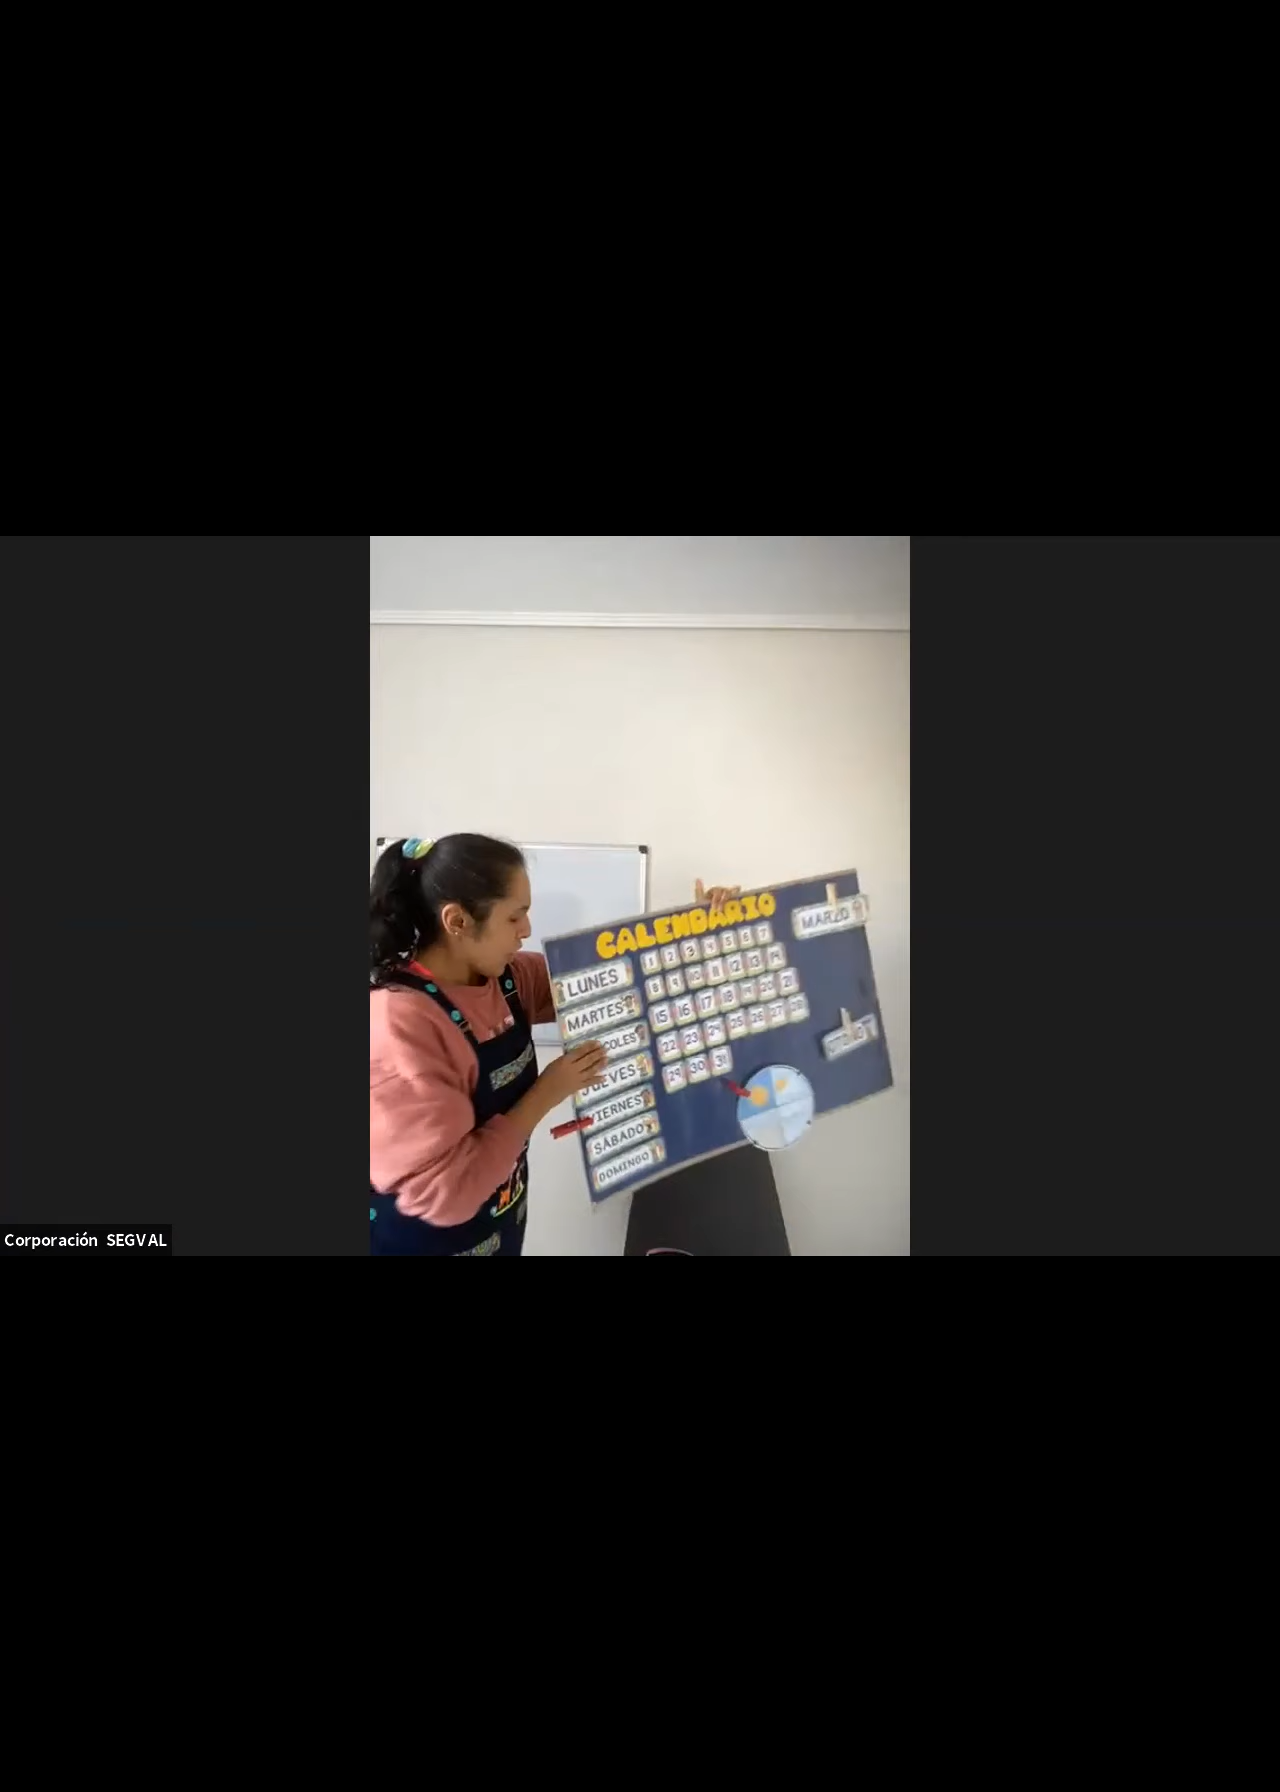 CALENDARIO
MARZO
LUNES
MARTES
COLES
JUEVES
VIERNES
SÁBADO
DOMINGO
1 2 3 4 5 6 7
8 9 10 11 12 13 14
15 16 17 18 19 20 21
22 23 24 25 26 27 28
29 30 31
Corporación SEGVAL